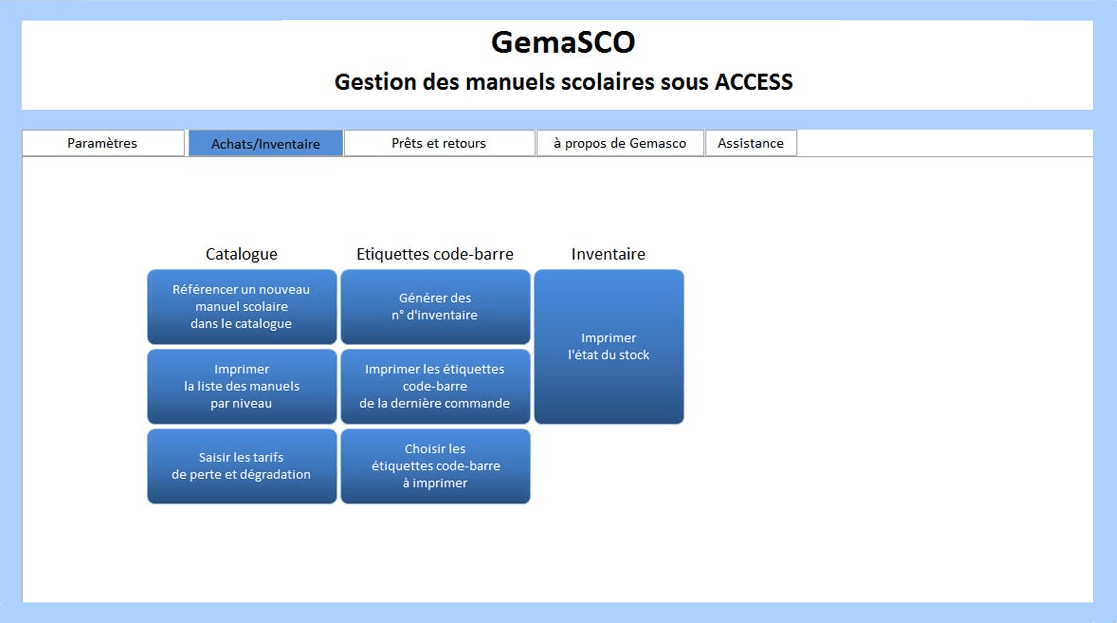 GemaSCO
Gestion des manuels scolaires sous ACCESS
Paramètres
Achats/Inventaire
Prêts et retours
à propos de Gemasco
Assistance
Catalogue
Référencer un nouveau
manuel scolaire
dans le catalogue
Imprimer
la liste des manuels
par niveau
Saisir les tarifs
de perte et dégradation
Etiquettes code-barre
Générer des
n° d'inventaire
Imprimer les étiquettes
code-barre
de la dernière commande
Choisir les
étiquettes code-barre
à imprimer
Inventaire
Imprimer
l'état du stock